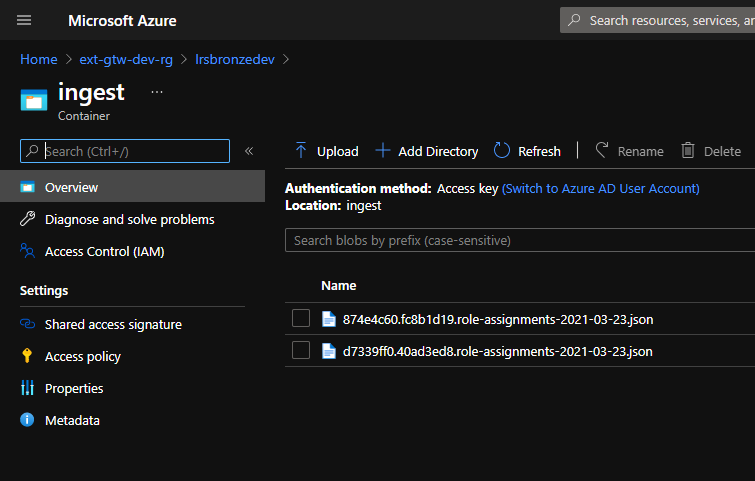 Microsoft Azure
Search resources, services, ar
Home > ext-gtw-dev-rg > lrsbronzedev >
ingest ...
Container
Search (Ctrl+/) «
Upload Add Directory Refresh Rename Delete
Overview
Diagnose and solve problems
Access Control (IAM)
Settings
Shared access signature
Access policy
Properties
Metadata
Authentication method: Access key (Switch to Azure AD User Account)
Location: ingest
Search blobs by prefix (case-sensitive)
Name
874e4c60.fc8b1d19.role-assignments-2021-03-23.json
d7339ff0.40ad3ed8.role-assignments-2021-03-23.json